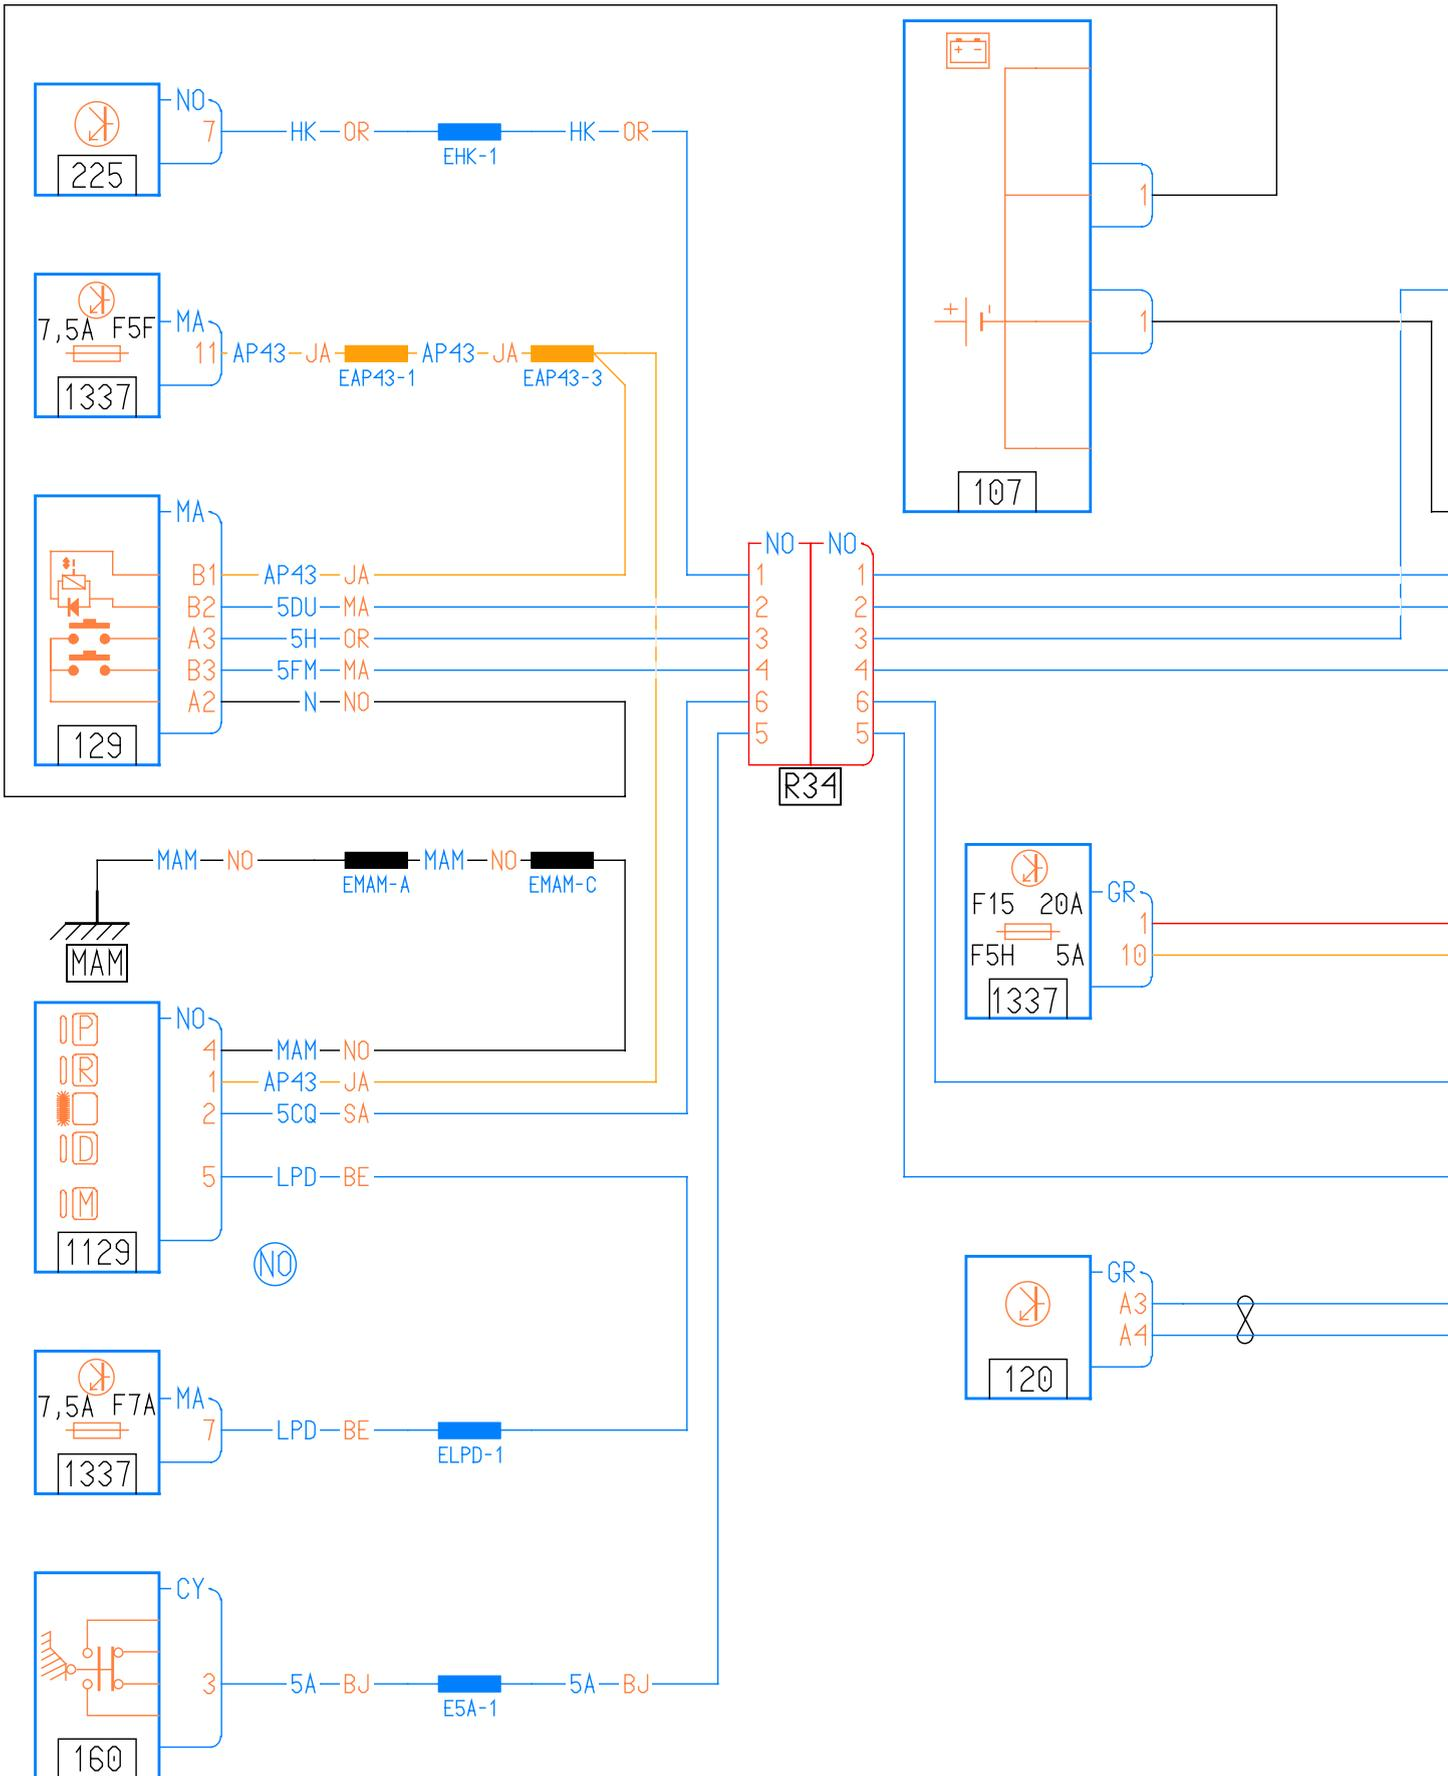 NO
7 HK OR HK OR
EHK-1
225
+ -
1
7,5A F5F MA
11 AP43 JA AP43 JA
EAP43-1 EAP43-3
1337
+ -
1
107
MA
B1 AP43 JA
B2 5DU MA
A3 5H OR
B3 5FM MA
A2 N NO
129
NO NO
1 1
2 2
3 3
4 4
6 6
5 5
R34
MAM NO MAM NO
EMAM-A EMAM-C
MAM
F15 20A GR
1
F5H 5A 10
1337
P NO
4 MAM NO
R 1 AP43 JA
2 5CQ SA
D
5 LPD BE
M
1129
NO
GR
A3
A4
120
7,5A F7A MA
7 LPD BE
ELPD-1
1337
CY
3 5A BJ 5A BJ
E5A-1
160